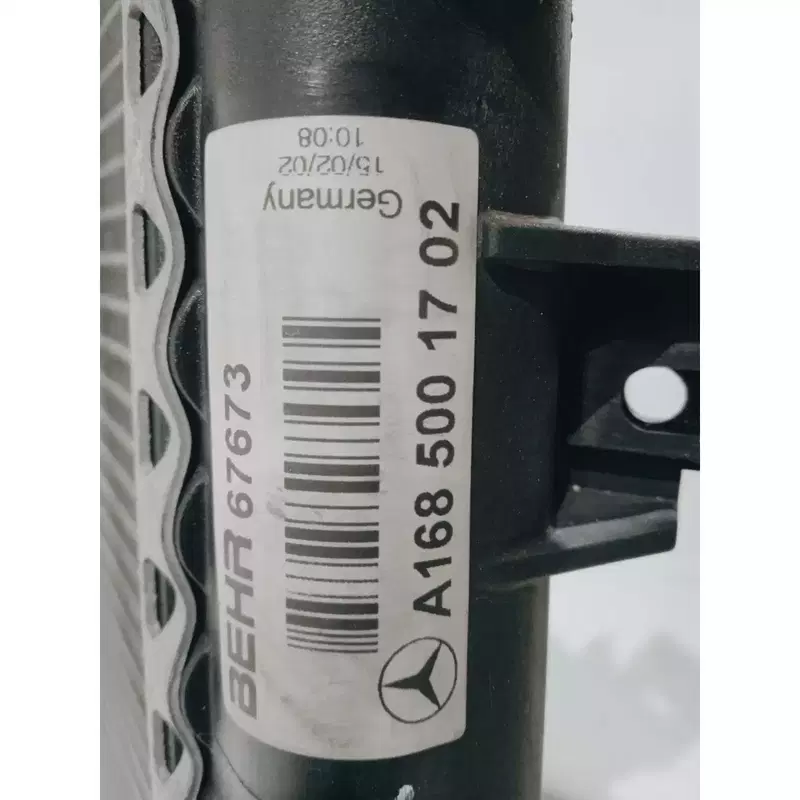 BEHR 67673
A168 500 17 02
Germany
15/02/02
10:08